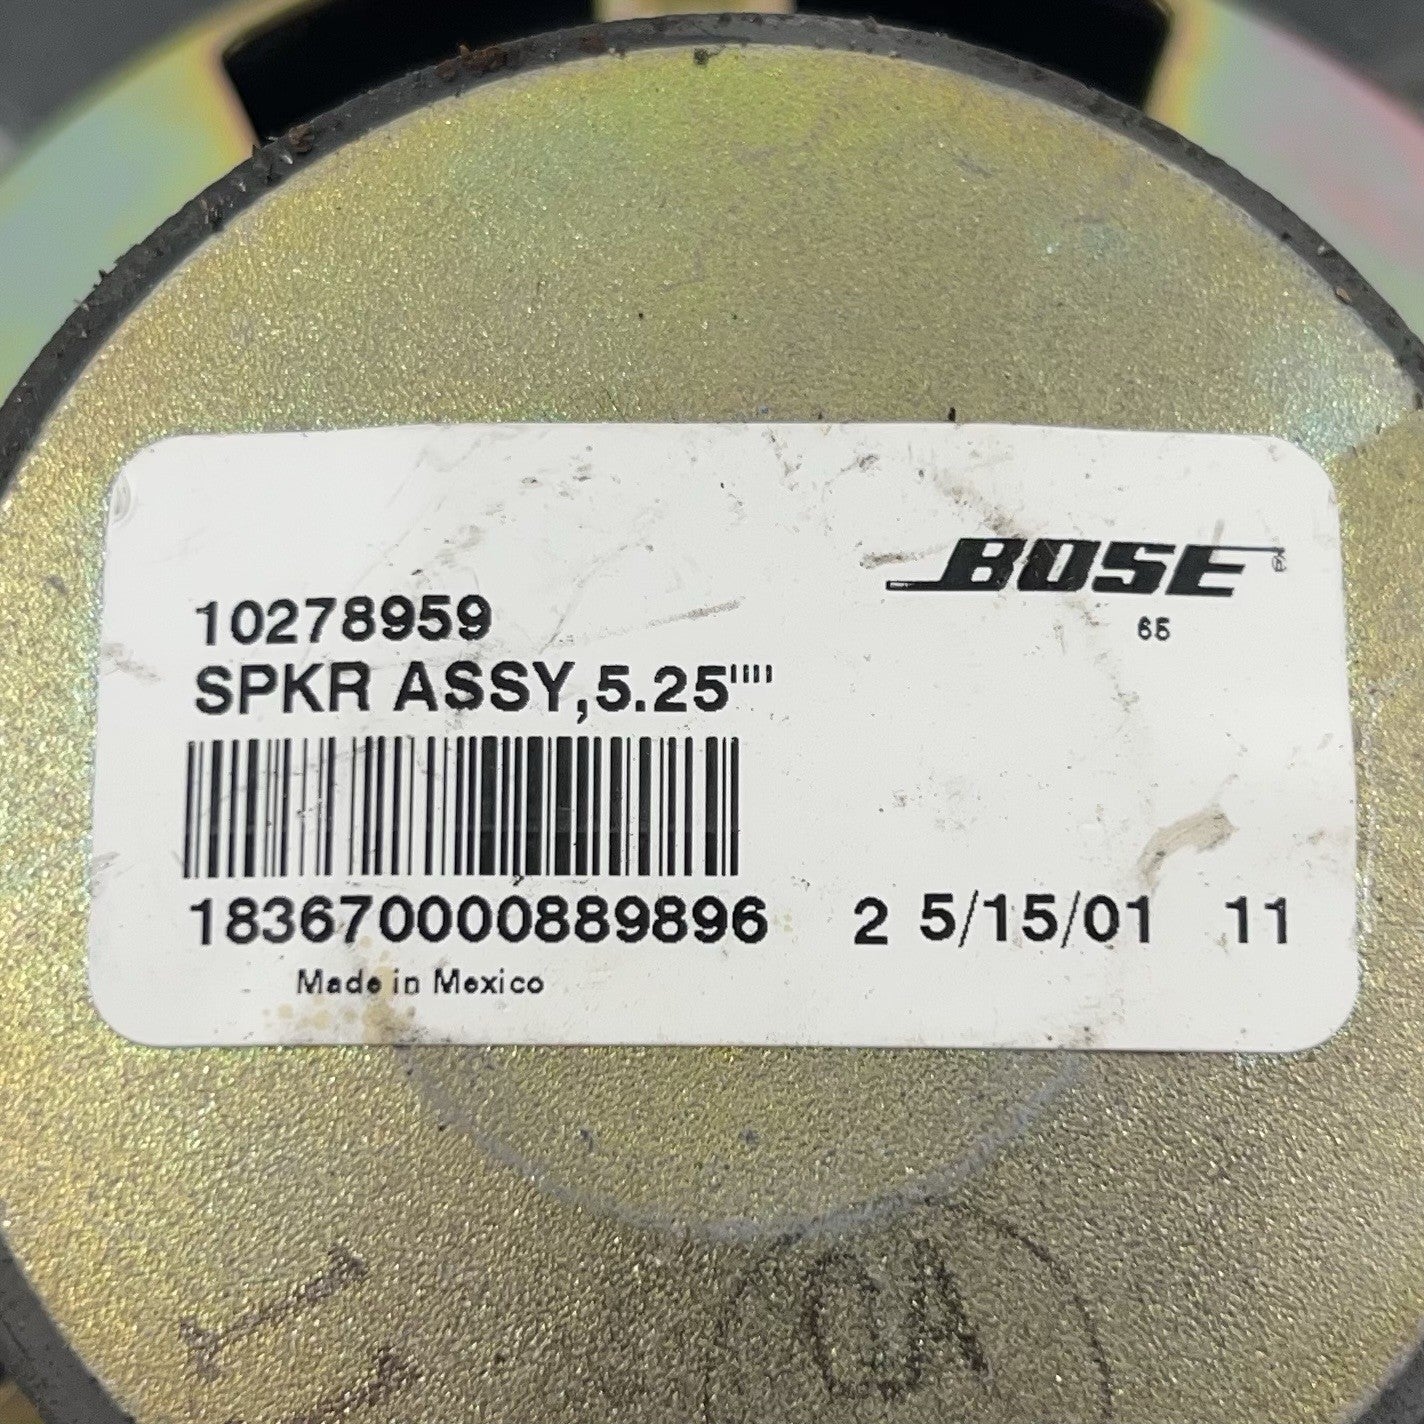 BOSE
65
10278959
SPKR ASSY,5.25""
183670000889896 2 5/15/01 11
Made in Mexico